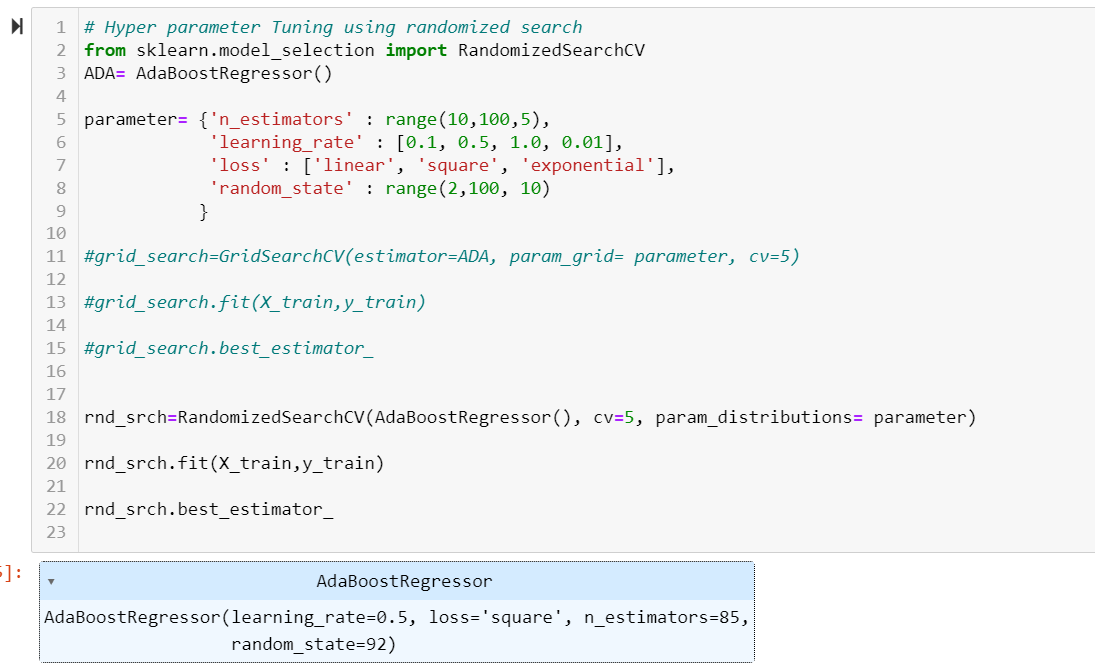 1 # Hyper parameter Tuning using randomized search
2 from sklearn.model_selection import RandomizedSearchCV
3 ADA= AdaBoostRegressor()
4
5 parameter= {'n_estimators' : range(10,100,5),
6 'learning_rate' : [0.1, 0.5, 1.0, 0.01],
7 'loss' : ['linear', 'square', 'exponential'],
8 'random_state' : range(2,100, 10)
9 }
10
11 #grid_search=GridSearchCV(estimator=ADA, param_grid= parameter, cv=5)
12
13 #grid_search.fit(X_train,y_train)
14
15 #grid_search.best_estimator_
16
17
18 rnd_srch=RandomizedSearchCV(AdaBoostRegressor(), cv=5, param_distributions= parameter)
19
20 rnd_srch.fit(X_train,y_train)
21
22 rnd_srch.best_estimator_
23
]:
AdaBoostRegressor
AdaBoostRegressor(learning_rate=0.5, loss='square', n_estimators=85,
random_state=92)